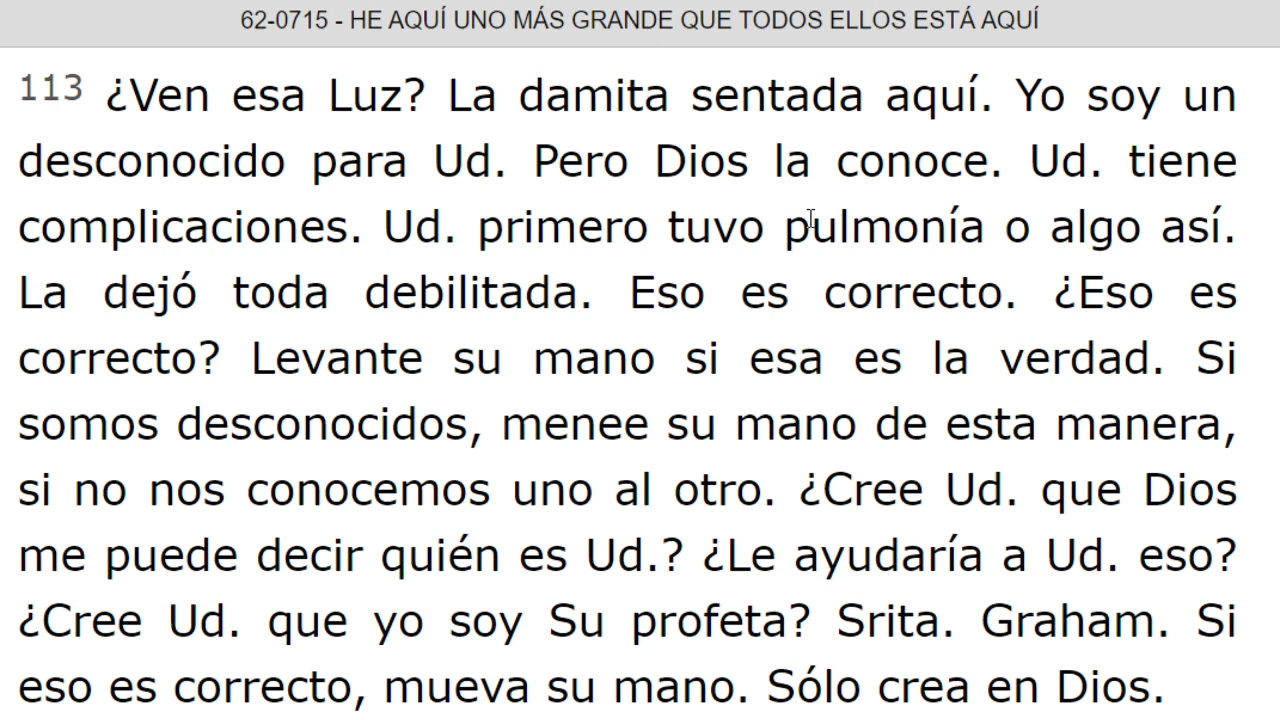 62-0715 - HE AQUÍ UNO MÁS GRANDE QUE TODOS ELLOS ESTÁ AQUÍ
113 ¿Ven esa Luz? La damita sentada aquí. Yo soy un
desconocido para Ud. Pero Dios la conoce. Ud. tiene
complicaciones. Ud. primero tuvo pulmonía o algo así.
La dejó toda debilitada. Eso es correcto. ¿Eso es
correcto? Levante su mano si esa es la verdad. Si
somos desconocidos, menee su mano de esta manera,
si no nos conocemos uno al otro. ¿Cree Ud. que Dios
me puede decir quién es Ud.? ¿Le ayudaría a Ud. eso?
¿Cree Ud. que yo soy Su profeta? Srita. Graham. Si
eso es correcto, mueva su mano. Sólo crea en Dios.